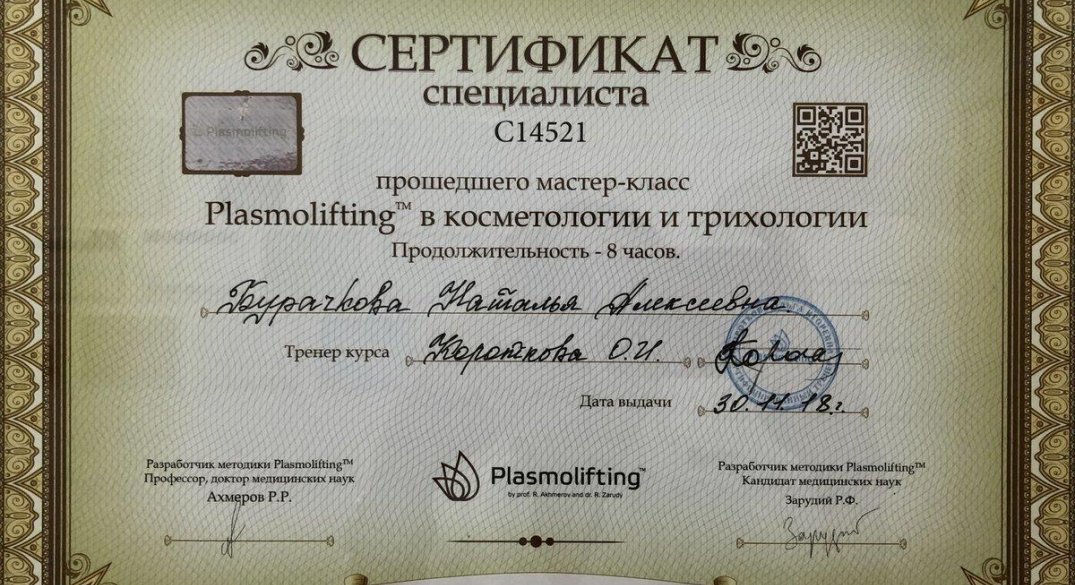 СЕРТИФИКАТ
специалиста
Plasmolifting
C14521
прошедшего мастер-класс
Plasmolifting™ в косметологии и трихологии
Продолжительность - 8 часов.
Бурачкова Наталья Алексеевна.
Тренер курса Короткова О.И.
Дата выдачи 30.11.18г.
Разработчик методики Plasmolifting™
Профессор, доктор медицинских наук
Ахмеров Р.Р.
Plasmolifting™
by prof. R. Akhmerov and dr. R. Zarudy
Разработчик методики Plasmolifting™
Кандидат медицинских наук
Зарудий Р.Ф.